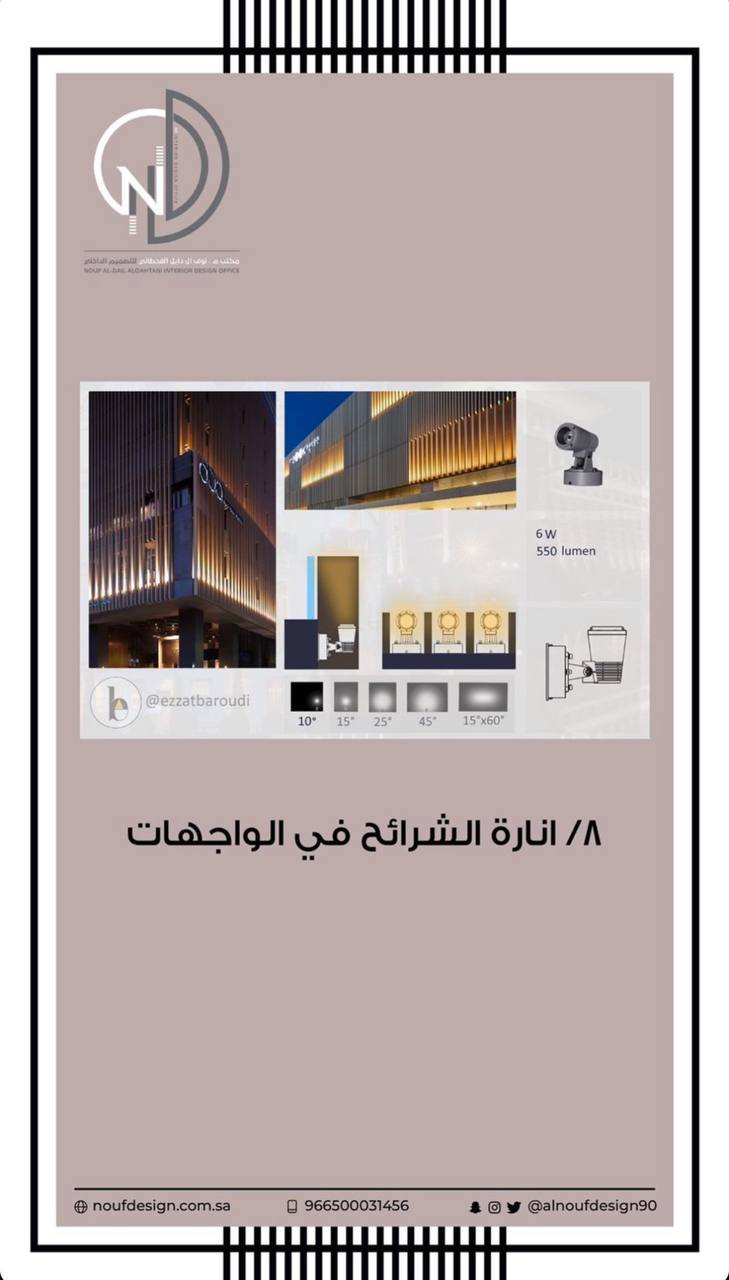 مكتب م . نوف ال دايل القحطاني للتصميم الداخلي
NOUF AL-DAIL ALQAHTANI INTERIOR DESIGN OFFICE
6 W
550 lumen
@ezzatbaroudi
10° 15° 25° 45° 15°x60°
٨/ انارة الشرائح في الواجهات
noufdesign.com.sa 966500031456 @alnoufdesign90